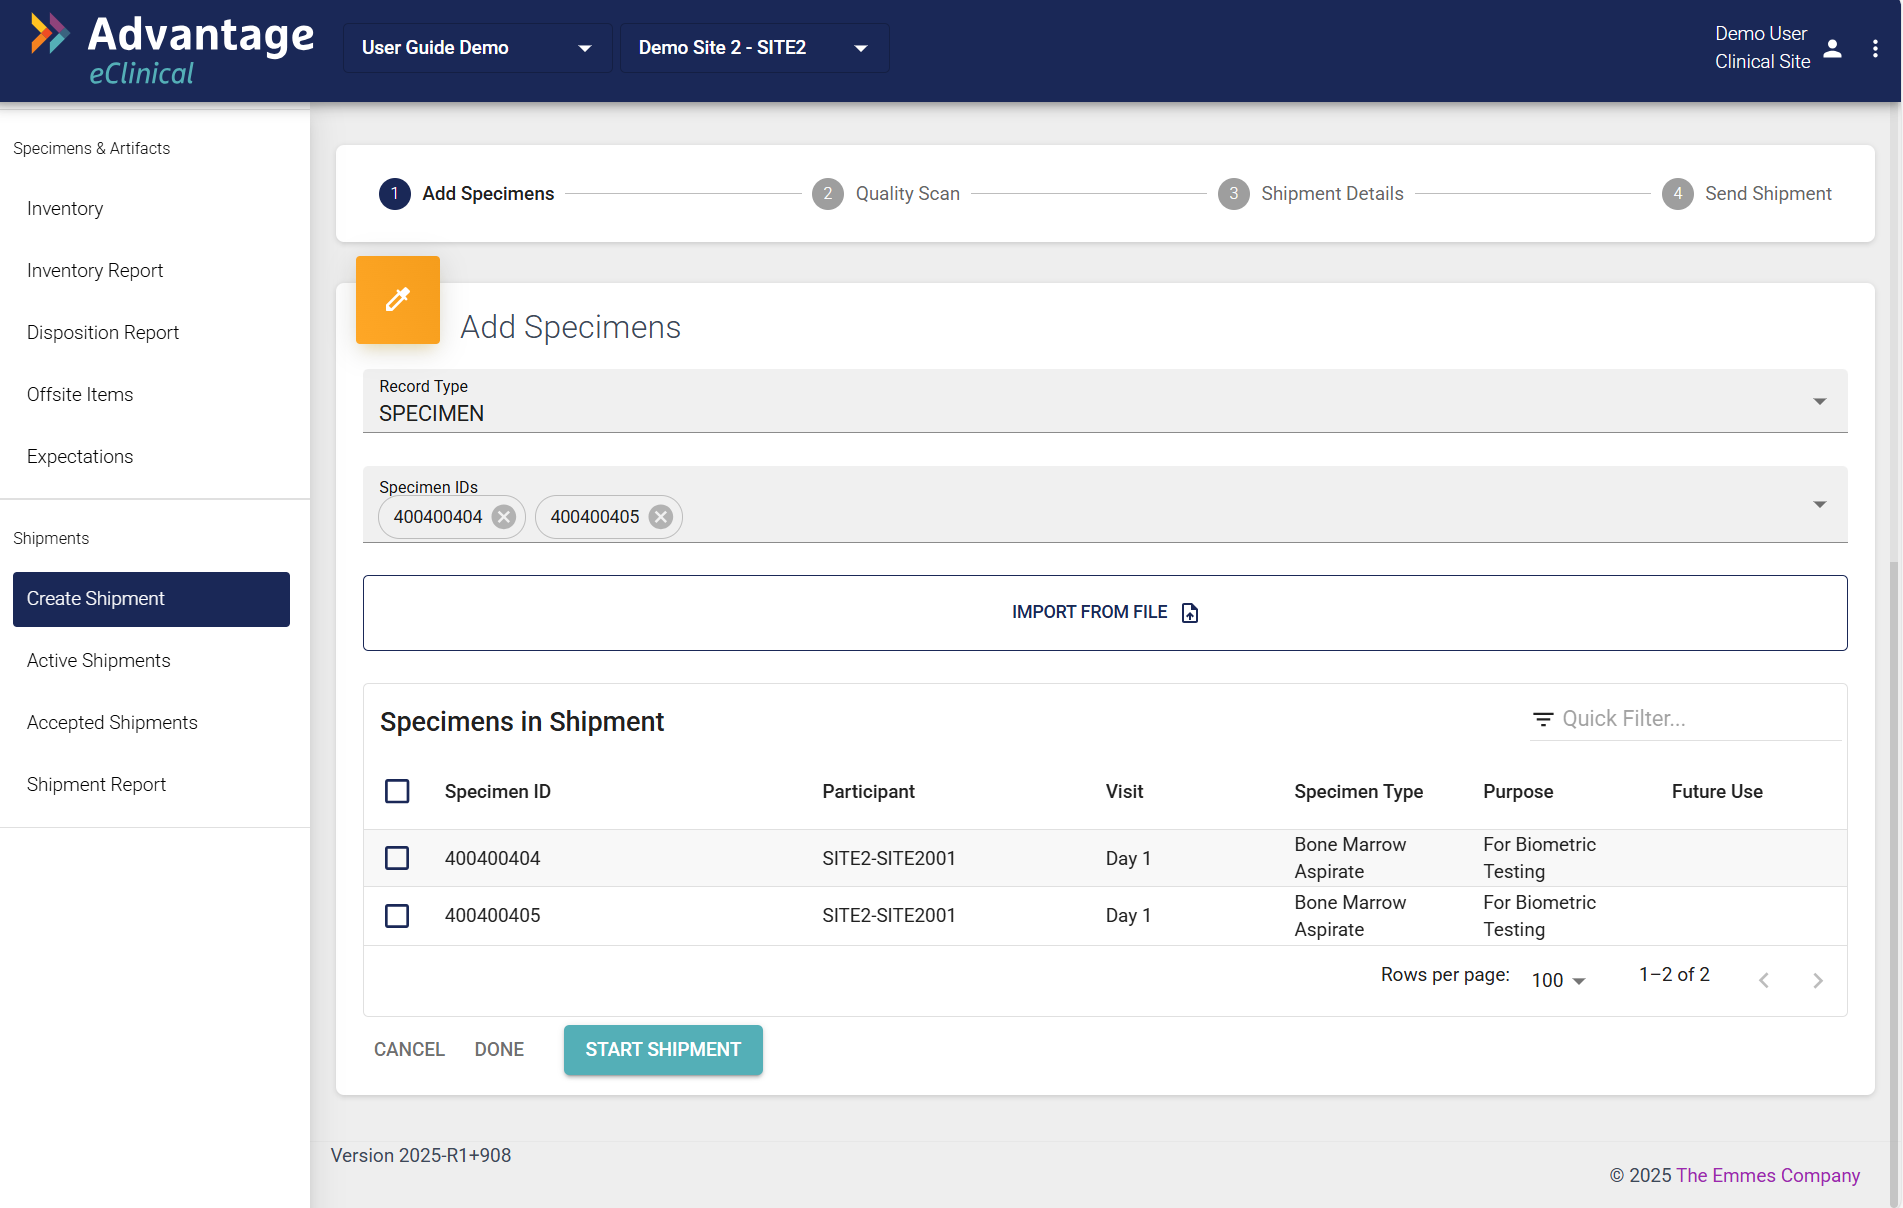 Advantage
eClinical
User Guide Demo
Demo Site 2 - SITE2
Demo User
Clinical Site
Specimens & Artifacts
Inventory
Inventory Report
Disposition Report
Offsite Items
Expectations
Shipments
Create Shipment
Active Shipments
Accepted Shipments
Shipment Report
1 Add Specimens
2 Quality Scan
3 Shipment Details
4 Send Shipment
Add Specimens
Record Type
SPECIMEN
Specimen IDs
400400404 400400405
IMPORT FROM FILE
Specimens in Shipment
Quick Filter...
Specimen ID Participant Visit Specimen Type Purpose Future Use
400400404 SITE2-SITE2001 Day 1 Bone Marrow For Biometric
Aspirate Testing
400400405 SITE2-SITE2001 Day 1 Bone Marrow For Biometric
Aspirate Testing
Rows per page: 100 1–2 of 2
CANCEL DONE START SHIPMENT
Version 2025-R1+908
© 2025 The Emmes Company